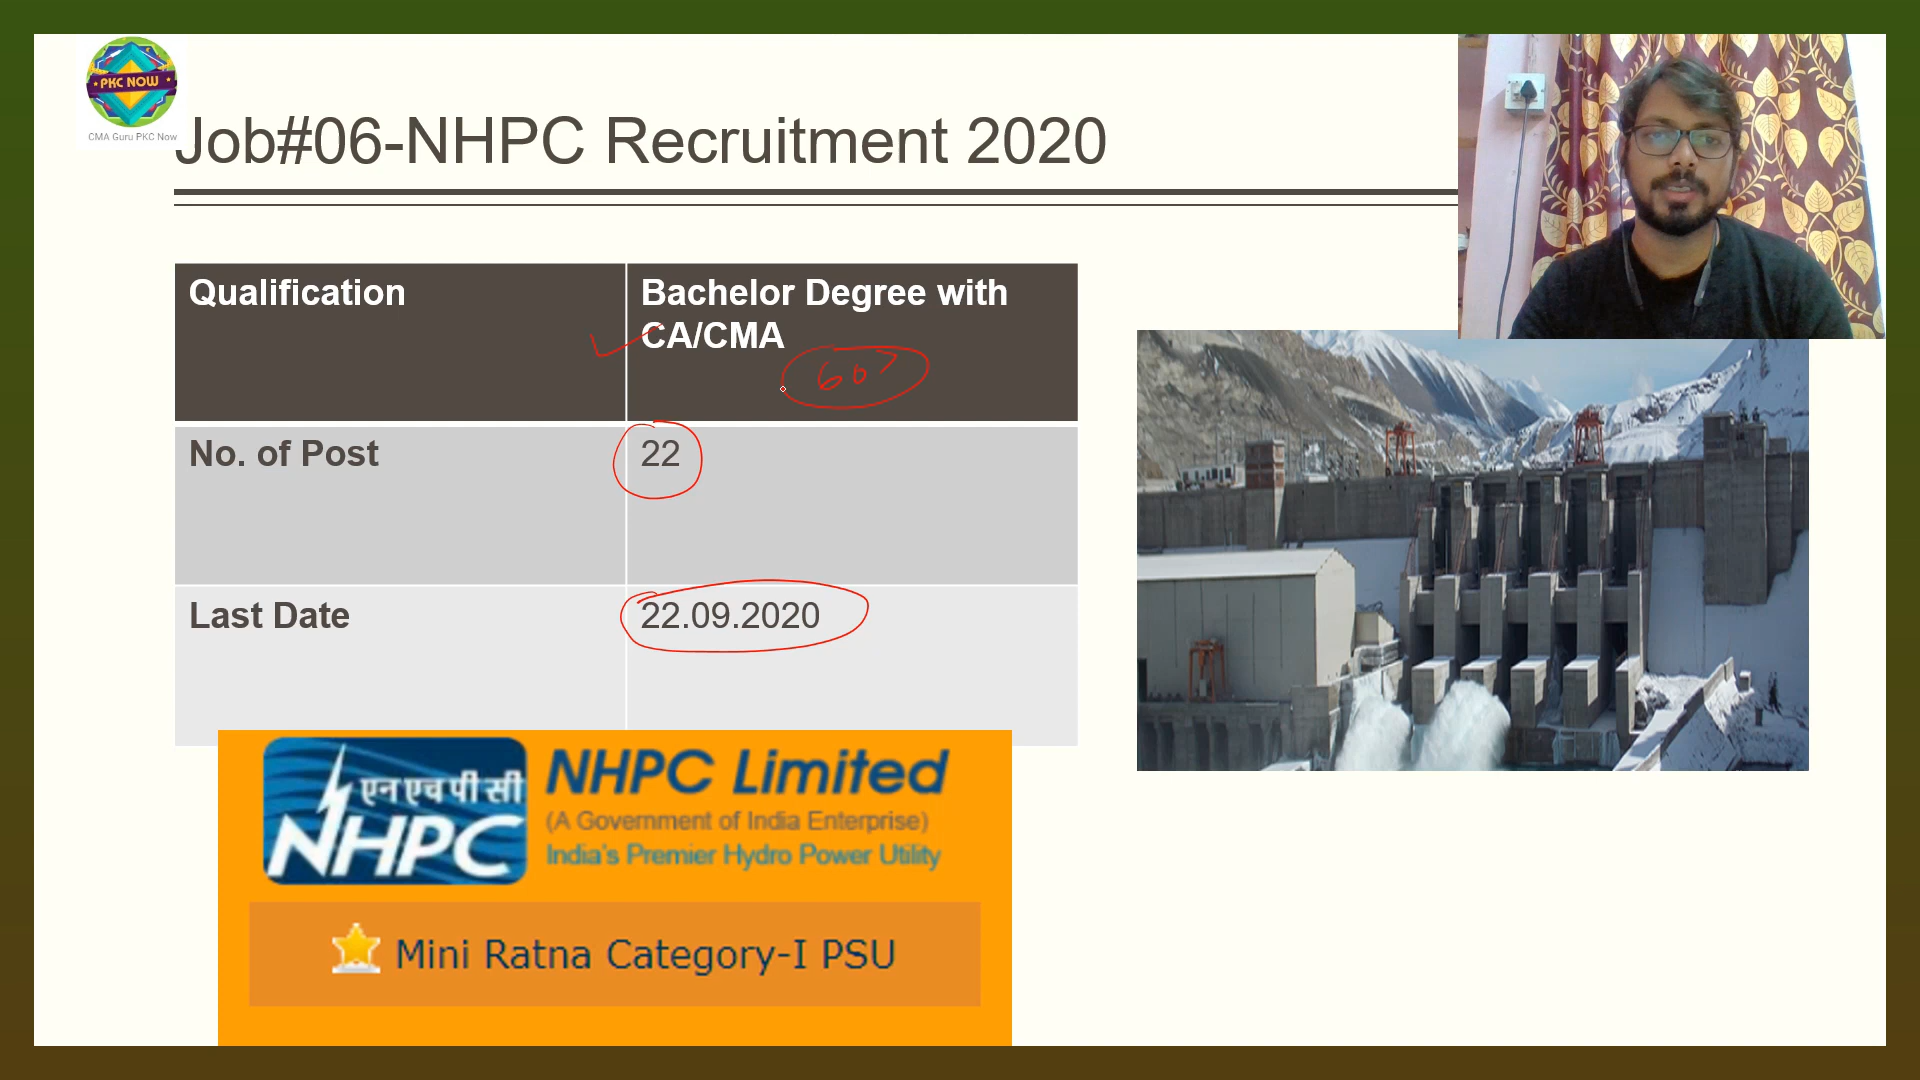 PKC NOW
CMA Guru PKC Now
Job#06-NHPC Recruitment 2020
Qualification
Bachelor Degree with
CA/CMA
60
No. of Post
22
Last Date
22.09.2020
एन एच पी सी
NHPC
NHPC Limited
(A Government of India Enterprise)
India's Premier Hydro Power Utility
Mini Ratna Category-I PSU